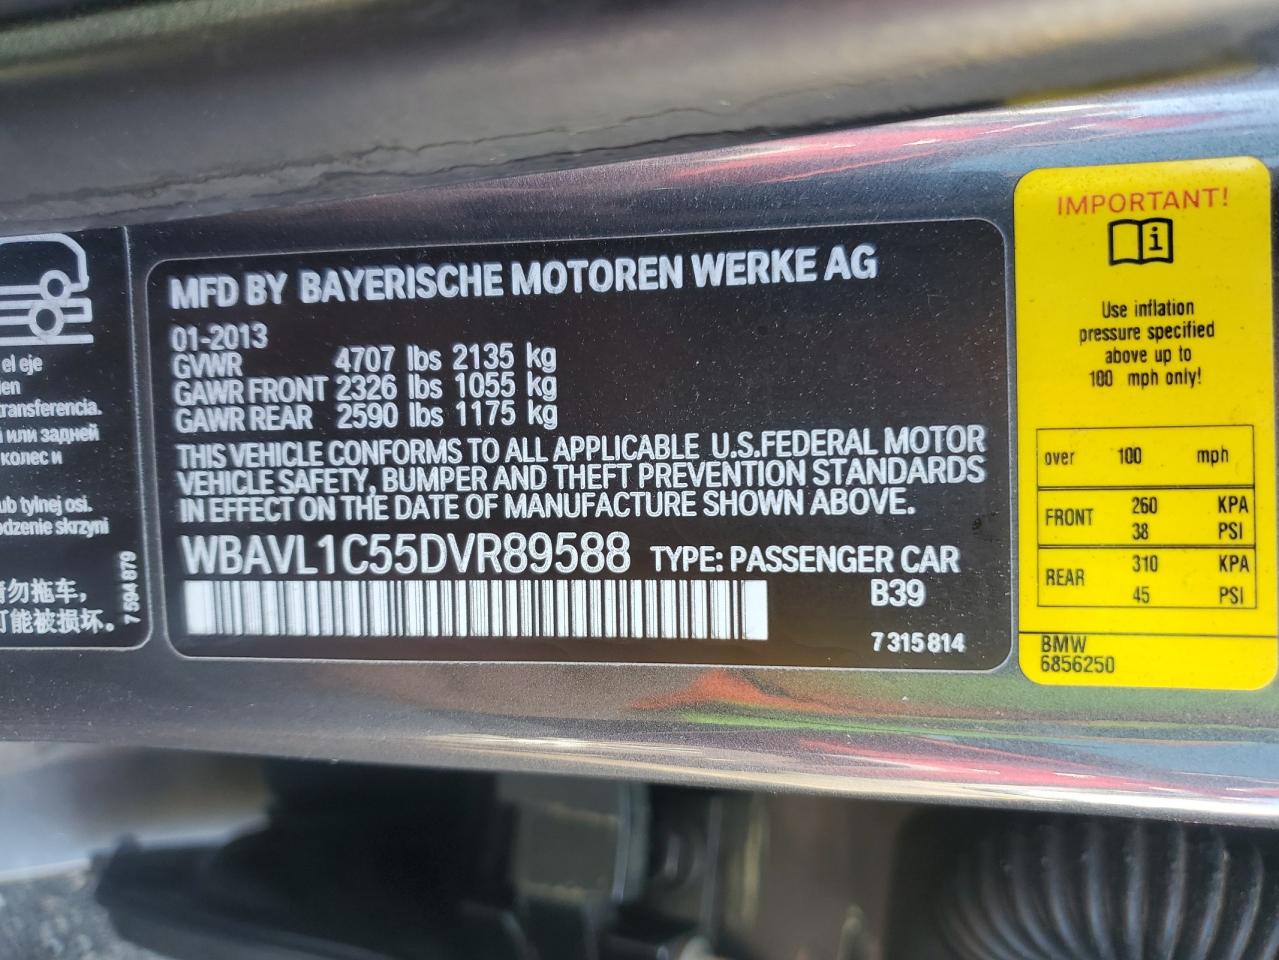 el eje
transferencia.
или задней
колес и
tylnej osi.
skrzyni
请勿拖车，
可能被损坏。
7 594 879
MFD BY BAYERISCHE MOTOREN WERKE AG
01-2013
GVWR 4707 lbs 2135 kg
GAWR FRONT 2326 lbs 1055 kg
GAWR REAR 2590 lbs 1175 kg
THIS VEHICLE CONFORMS TO ALL APPLICABLE U.S.FEDERAL MOTOR
VEHICLE SAFETY, BUMPER AND THEFT PREVENTION STANDARDS
IN EFFECT ON THE DATE OF MANUFACTURE SHOWN ABOVE.
WBAVL1C55DVR89588 TYPE: PASSENGER CAR
B39
7 315 814
IMPORTANT!
i
Use inflation
pressure specified
above up to
100 mph only!
over 100 mph
FRONT 260 KPA
38 PSI
REAR 310 KPA
45 PSI
BMW
6856250